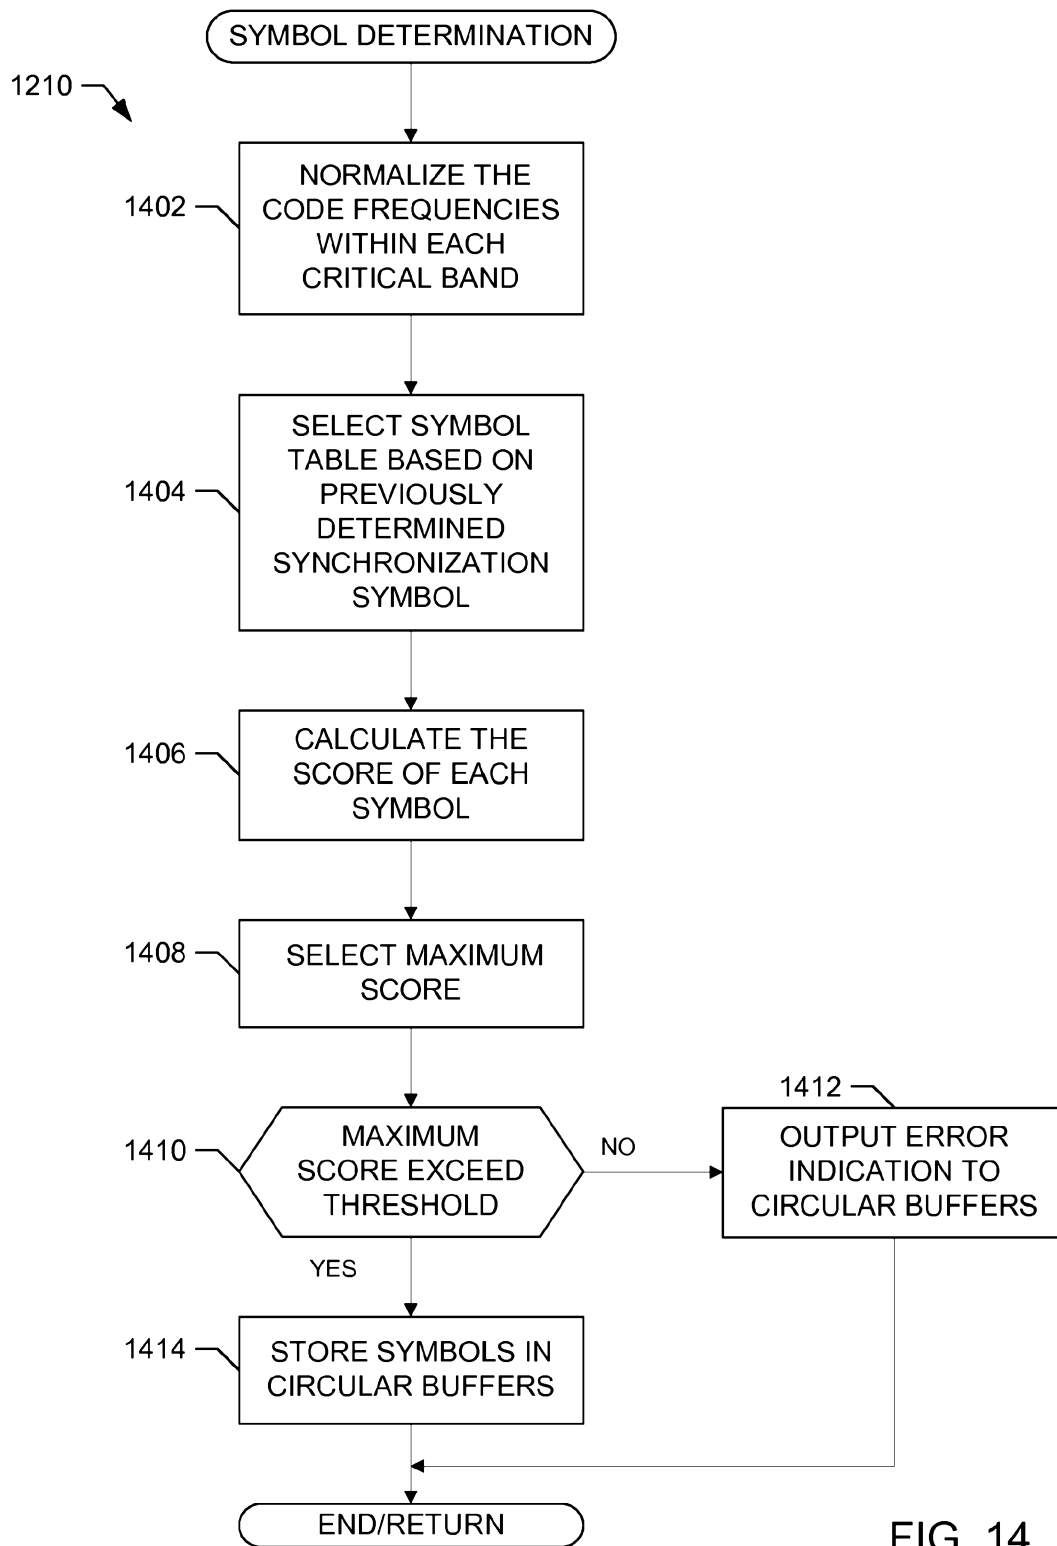 SYMBOL DETERMINATION
1210
NORMALIZE THE
CODE FREQUENCIES
WITHIN EACH
CRITICAL BAND
1402
SELECT SYMBOL
TABLE BASED ON
PREVIOUSLY
DETERMINED
SYNCHRONIZATION
SYMBOL
1404
CALCULATE THE
SCORE OF EACH
SYMBOL
1406
SELECT MAXIMUM
SCORE
1408
MAXIMUM
SCORE EXCEED
THRESHOLD
1410
NO
1412
OUTPUT ERROR
INDICATION TO
CIRCULAR BUFFERS
YES
STORE SYMBOLS IN
CIRCULAR BUFFERS
1414
END/RETURN
FIG. 14